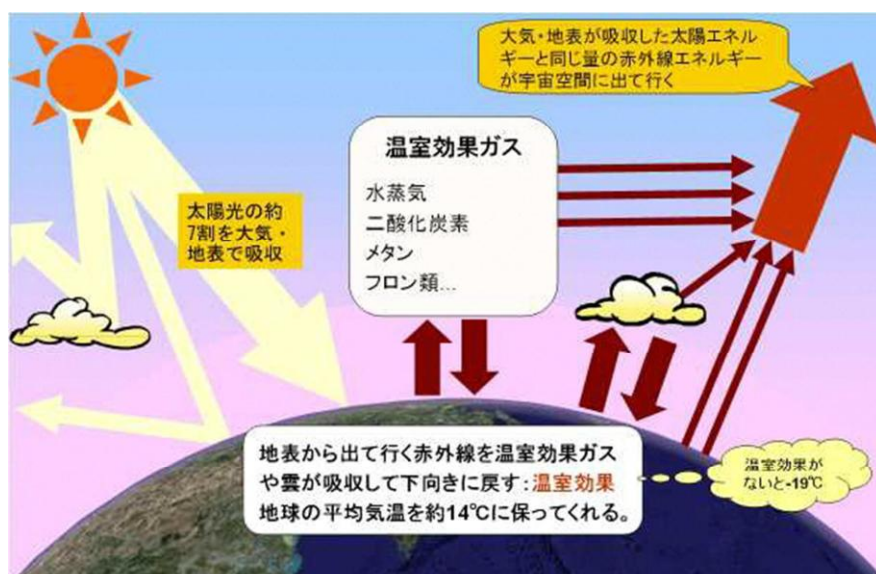 大気・地表が吸収した太陽エネル
ギーと同じ量の赤外線エネルギー
が宇宙空間に出て行く
温室効果ガス
水蒸気
二酸化炭素
メタン
フロン類…
太陽光の約
7割を大気・
地表で吸収
地表から出て行く赤外線を温室効果ガス
や雲が吸収して下向きに戻す:温室効果
地球の平均気温を約14℃に保ってくれる。
温室効果が
ないと-19℃